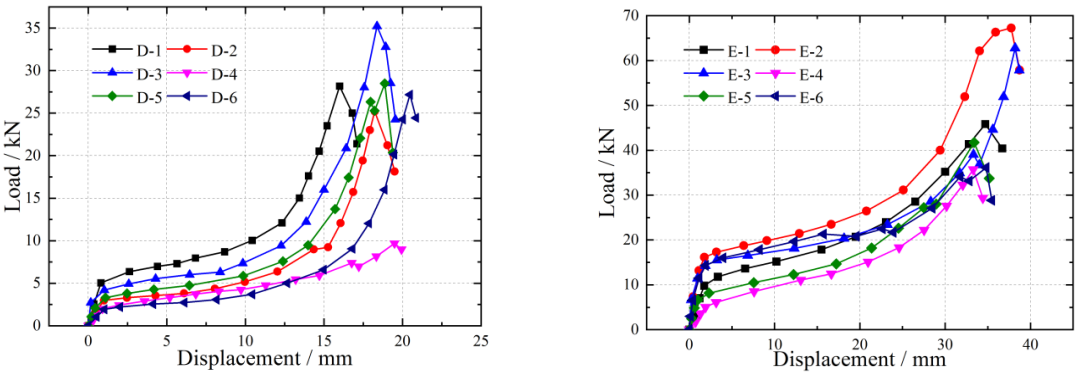 35
30
25
20
15
10
5
0
Load / kN
D-1 D-2
D-3 D-4
D-5 D-6
0 5 10 15 20 25
Displacement / mm
70
60
50
40
30
20
10
0
Load / kN
E-1 E-2
E-3 E-4
E-5 E-6
0 10 20 30 40
Displacement / mm